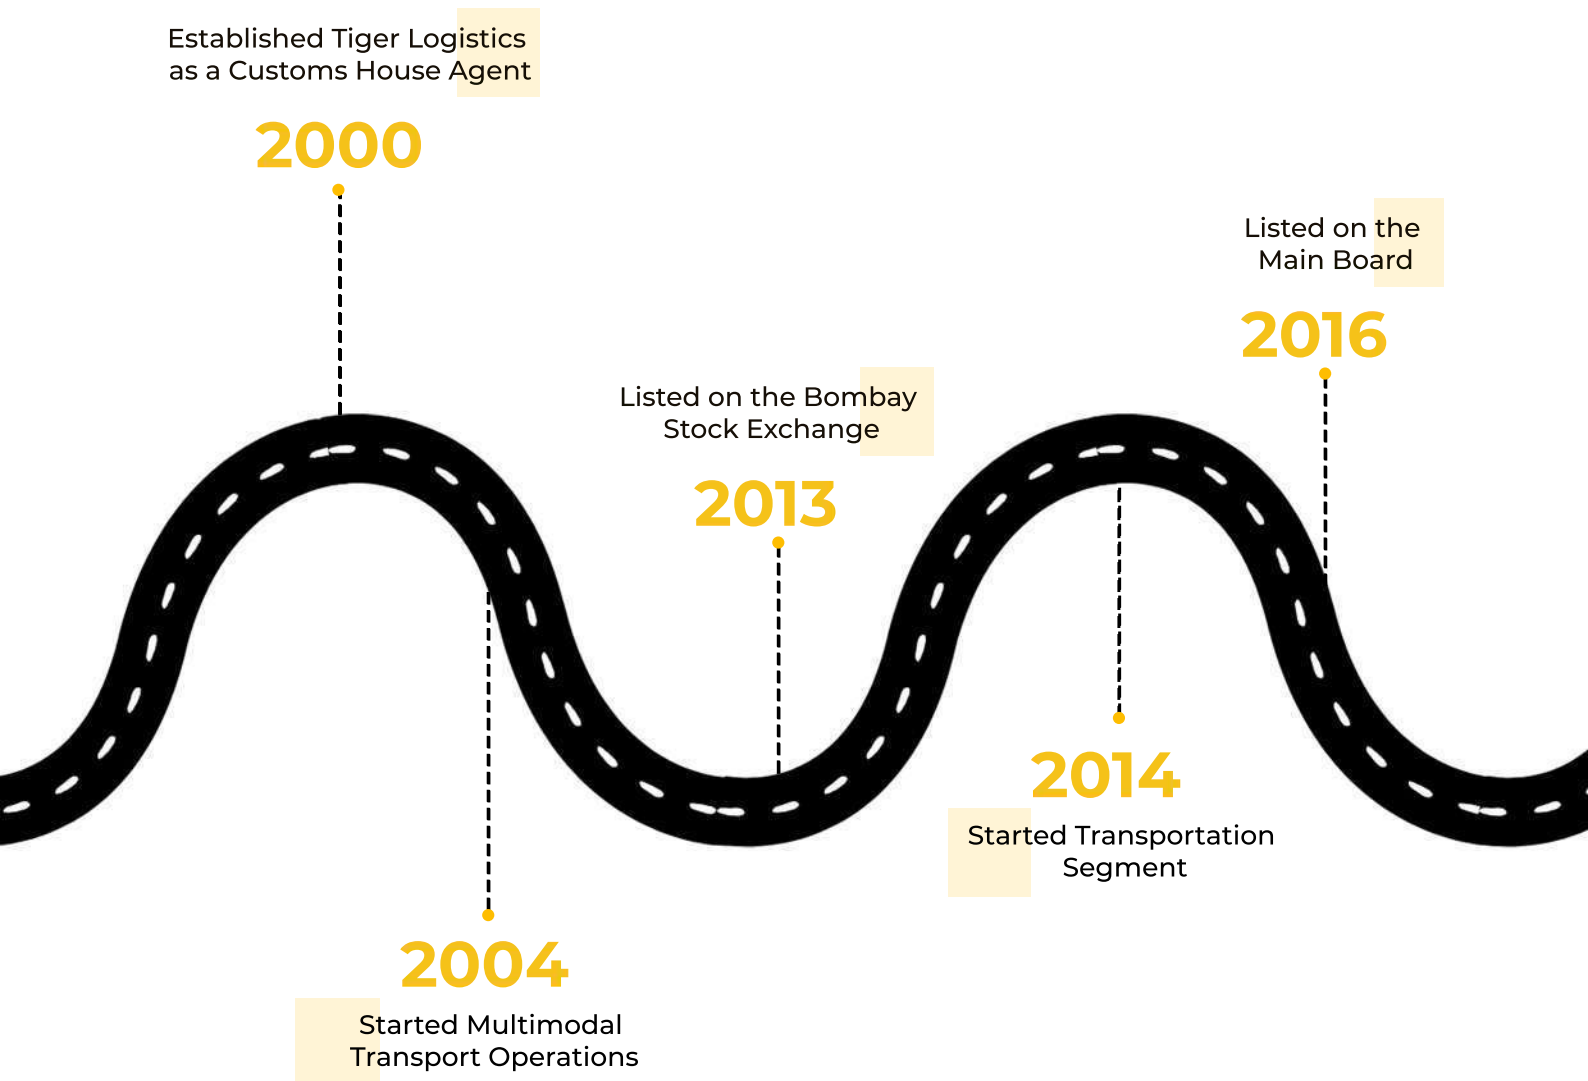 Established Tiger Logistics
as a Customs House Agent
2000
Listed on the
Main Board
2016
Listed on the Bombay
Stock Exchange
2013
2014
Started Transportation
Segment
2004
Started Multimodal
Transport Operations